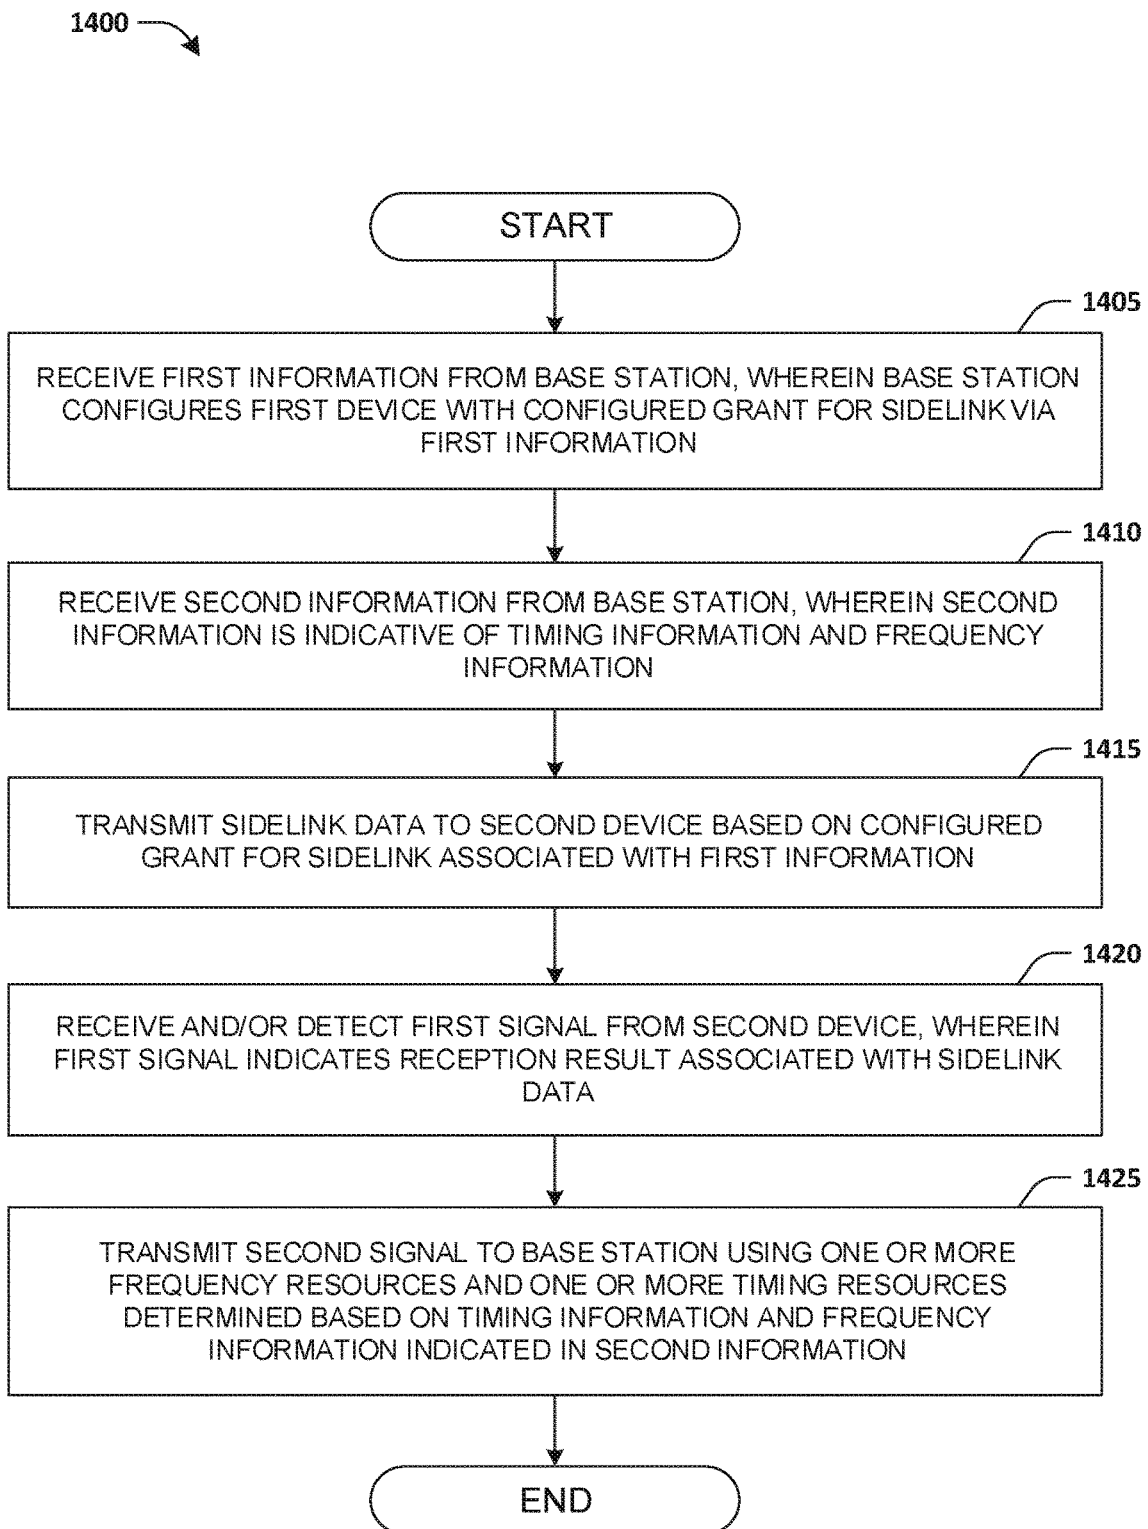 1400
START
1405
RECEIVE FIRST INFORMATION FROM BASE STATION, WHEREIN BASE STATION
CONFIGURES FIRST DEVICE WITH CONFIGURED GRANT FOR SIDELINK VIA
FIRST INFORMATION
1410
RECEIVE SECOND INFORMATION FROM BASE STATION, WHEREIN SECOND
INFORMATION IS INDICATIVE OF TIMING INFORMATION AND FREQUENCY
INFORMATION
1415
TRANSMIT SIDELINK DATA TO SECOND DEVICE BASED ON CONFIGURED
GRANT FOR SIDELINK ASSOCIATED WITH FIRST INFORMATION
1420
RECEIVE AND/OR DETECT FIRST SIGNAL FROM SECOND DEVICE, WHEREIN
FIRST SIGNAL INDICATES RECEPTION RESULT ASSOCIATED WITH SIDELINK
DATA
1425
TRANSMIT SECOND SIGNAL TO BASE STATION USING ONE OR MORE
FREQUENCY RESOURCES AND ONE OR MORE TIMING RESOURCES
DETERMINED BASED ON TIMING INFORMATION AND FREQUENCY
INFORMATION INDICATED IN SECOND INFORMATION
END